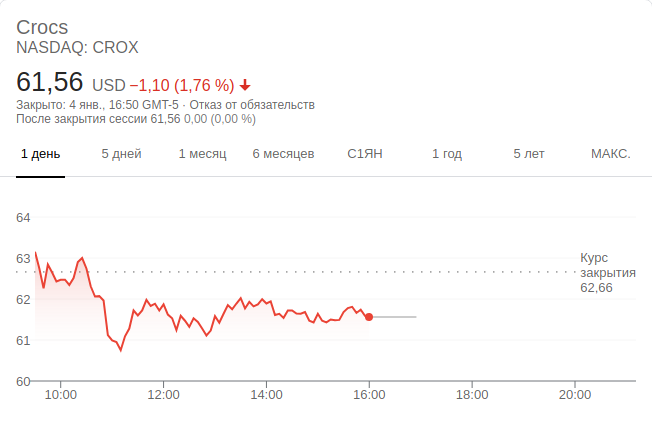 Crocs
NASDAQ: CROX
61,56 USD −1,10 (1,76 %)
Закрыто: 4 янв., 16:50 GMT-5 · Отказ от обязательств
После закрытия сессии 61,56 0,00 (0,00 %)
1 день 5 дней 1 месяц 6 месяцев С1ЯН 1 год 5 лет МАКС.
64
63
62
61
60
Курс
закрытия
62,66
10:00 12:00 14:00 16:00 18:00 20:00